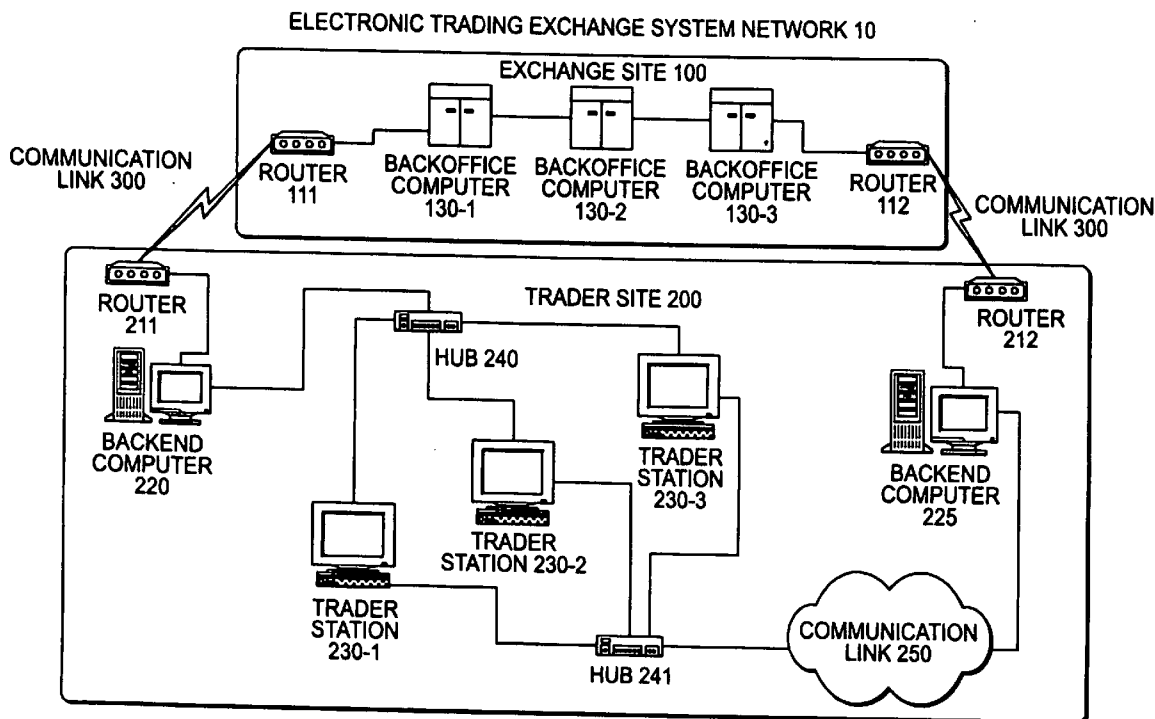 ELECTRONIC TRADING EXCHANGE SYSTEM NETWORK 10
EXCHANGE SITE 100
COMMUNICATION
LINK 300
ROUTER
111
BACKOFFICE
COMPUTER
130-1
BACKOFFICE
COMPUTER
130-2
BACKOFFICE
COMPUTER
130-3
ROUTER
112
COMMUNICATION
LINK 300
TRADER SITE 200
ROUTER
211
HUB 240
ROUTER
212
BACKEND
COMPUTER
220
TRADER
STATION
230-3
BACKEND
COMPUTER
225
TRADER
STATION 230-2
TRADER
STATION
230-1
HUB 241
COMMUNICATION
LINK 250